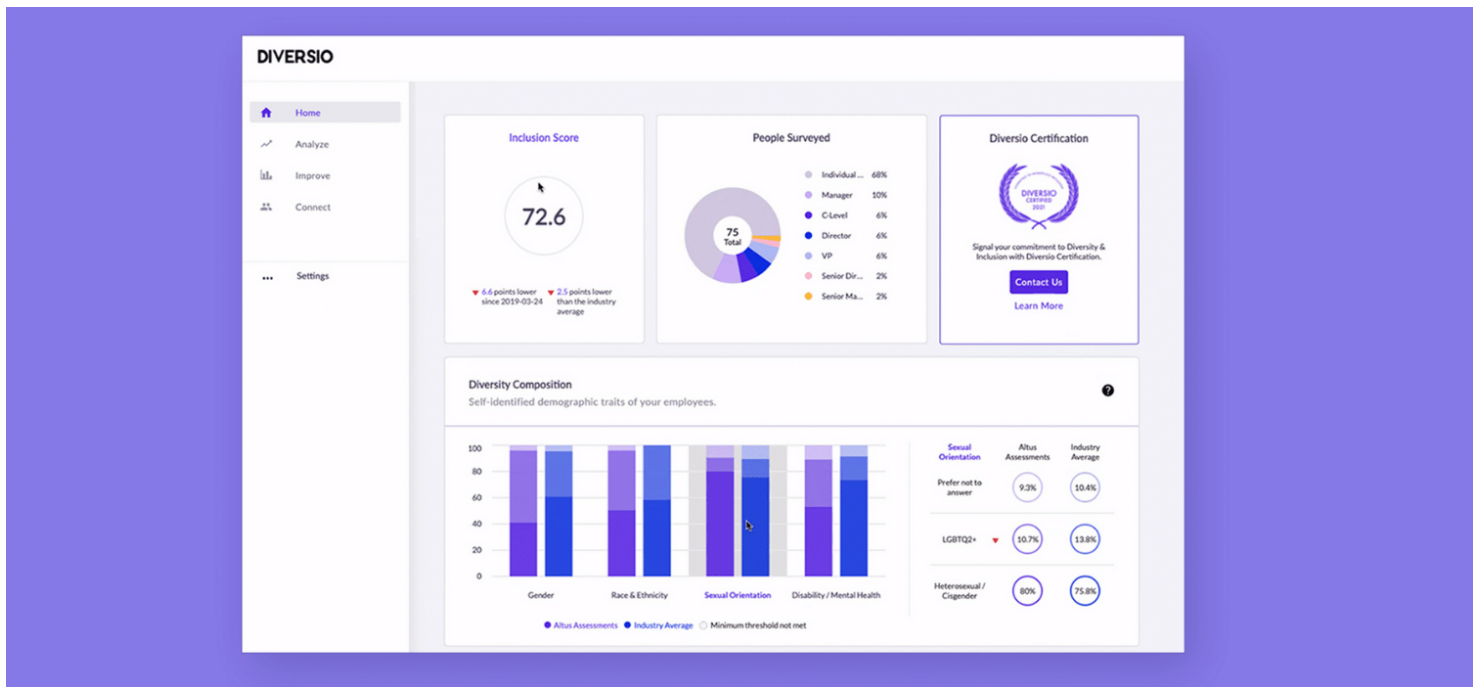 DIVERSIO
Home
Analyze
Improve
Connect
... Settings
Inclusion Score
72.6
6.6 points lower
since 2019-03-24
2.5 points lower
than the industry
average
People Surveyed
75
Total
Individual ... 68%
Manager 10%
C-Level 6%
Director 6%
VP 6%
Senior Dir... 2%
Senior Ma... 2%
Diversio Certification
DIVERSIO
CERTIFIED
2021
Signal your commitment to Diversity &
Inclusion with Diversio Certification.
Contact Us
Learn More
Diversity Composition
Self-identified demographic traits of your employees.
?
100
80
60
40
20
0
Gender
Race & Ethnicity
Sexual Orientation
Disability / Mental Health
Altus Assessments
Industry Average
Minimum threshold not met
Sexual
Orientation
Altus
Assessments
Industry
Average
Prefer not to
answer
9.3%
10.4%
LGBTQ2+
10.7%
13.8%
Heterosexual /
Cisgender
80%
75.8%